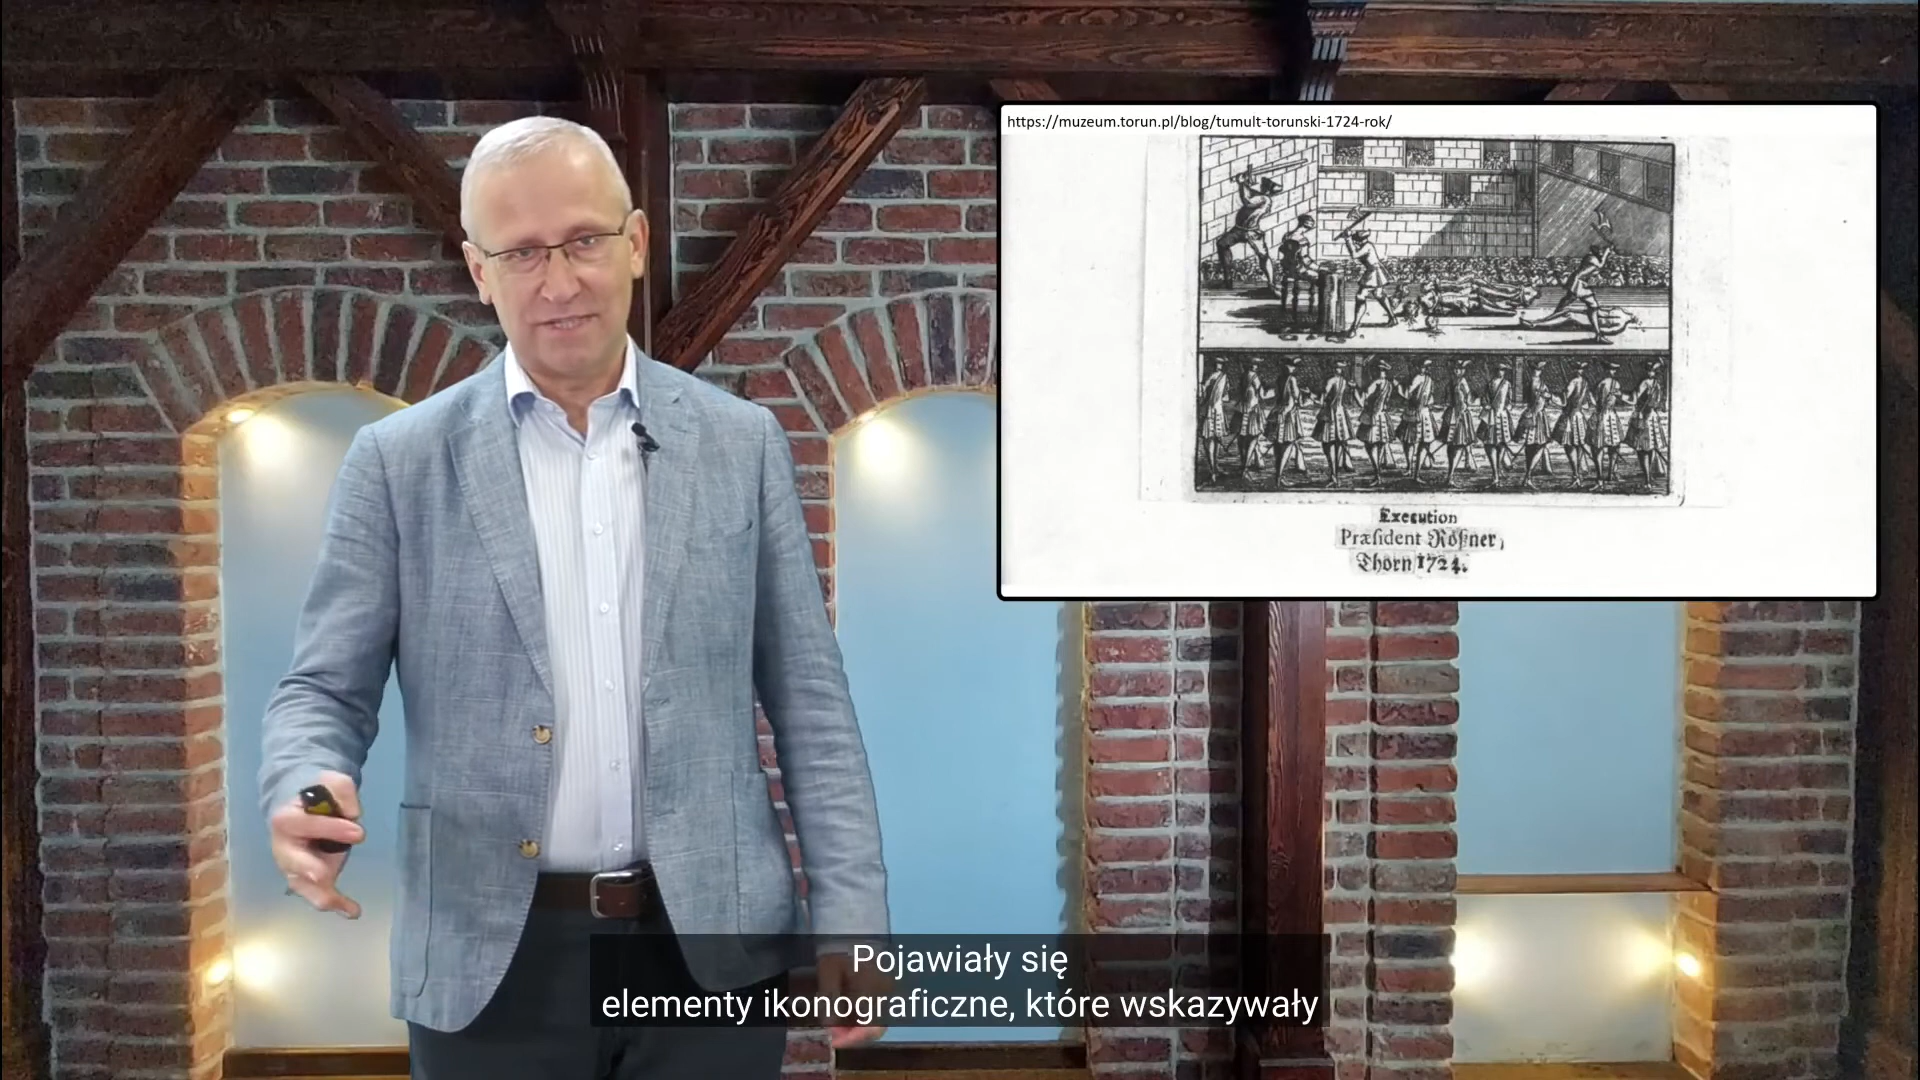 https://muzeum.torun.pl/blog/tumult-torunski-1724-rok/
Execution
Præsident Rößner,
Thorn 1724.
Pojawiały się
elementy ikonograficzne, które wskazywały